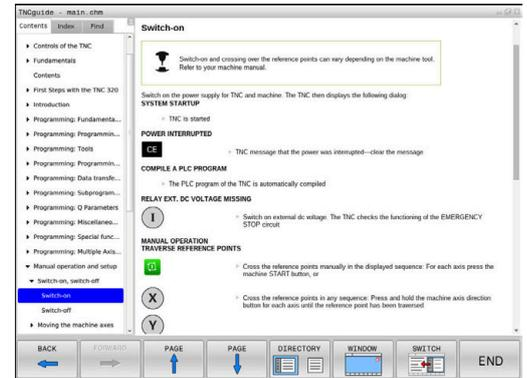 TNCguide - main.chm
Contents Index Find
Controls of the TNC
Fundamentals
Contents
First Steps with the TNC 320
Introduction
Programming: Fundamenta...
Programming: Programmin...
Programming: Tools
Programming: Programmin...
Programming: Data transfe...
Programming: Subprogram...
Programming: Q Parameters
Programming: Miscellaneo...
Programming: Special func...
Programming: Multiple Axis...
Manual operation and setup
Switch-on, switch-off
Switch-on
Switch-off
Moving the machine axes
Switch-on
Switch-on and crossing over the reference points can vary depending on the machine tool.
Refer to your machine manual.
Switch on the power supply for TNC and machine. The TNC then displays the following dialog:
SYSTEM STARTUP
TNC is started
POWER INTERRUPTED
CE
TNC message that the power was interrupted—clear the message
COMPILE A PLC PROGRAM
The PLC program of the TNC is automatically compiled
RELAY EXT. DC VOLTAGE MISSING
I
Switch on external dc voltage. The TNC checks the functioning of the EMERGENCY
STOP circuit
MANUAL OPERATION
TRAVERSE REFERENCE POINTS
Cross the reference points manually in the displayed sequence: For each axis press the
machine START button, or
X
Cross the reference points in any sequence: Press and hold the machine axis direction
button for each axis until the reference point has been traversed
Y
BACK FORWARD PAGE PAGE DIRECTORY WINDOW SWITCH END